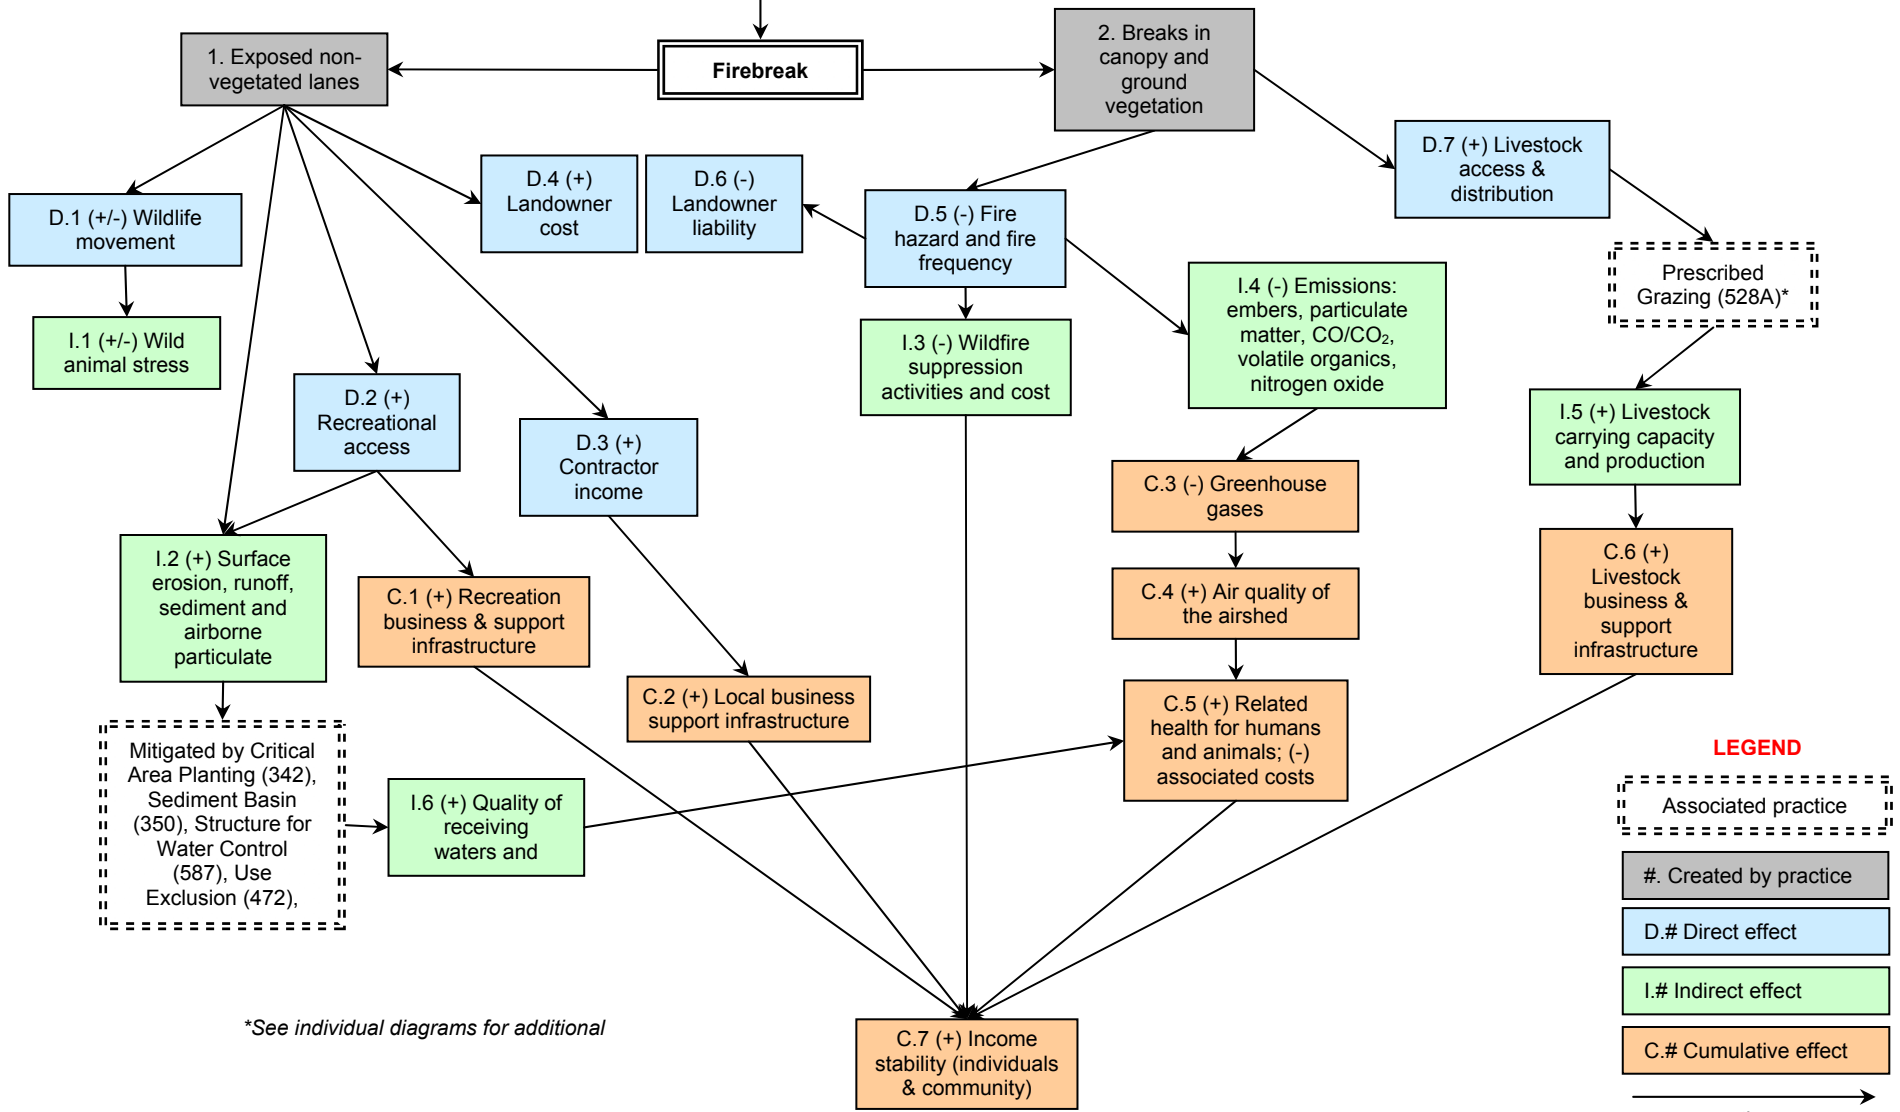 1. Exposed non-
vegetated lanes
Firebreak
2. Breaks in
canopy and
ground
vegetation
D.7 (+) Livestock
access &
distribution
D.4 (+)
Landowner
cost
D.6 (-)
Landowner
liability
D.5 (-) Fire
hazard and fire
frequency
D.1 (+/-) Wildlife
movement
Prescribed
Grazing (528A)*
I.1 (+/-) Wild
animal stress
I.4 (-) Emissions:
embers, particulate
matter, CO/CO₂,
volatile organics,
nitrogen oxide
I.3 (-) Wildfire
suppression
activities and cost
D.2 (+)
Recreational
access
D.3 (+)
Contractor
income
I.5 (+) Livestock
carrying capacity
and production
C.3 (-) Greenhouse
gases
I.2 (+) Surface
erosion, runoff,
sediment and
airborne
particulate
C.1 (+) Recreation
business & support
infrastructure
C.4 (+) Air quality of
the airshed
C.6 (+)
Livestock
business &
support
infrastructure
C.2 (+) Local business
support infrastructure
C.5 (+) Related
health for humans
and animals; (-)
associated costs
Mitigated by Critical
Area Planting (342),
Sediment Basin
(350), Structure for
Water Control
(587), Use
Exclusion (472),
I.6 (+) Quality of
receiving
waters and
LEGEND
Associated practice
#. Created by practice
D.# Direct effect
I.# Indirect effect
C.# Cumulative effect
*See individual diagrams for additional
C.7 (+) Income
stability (individuals
& community)